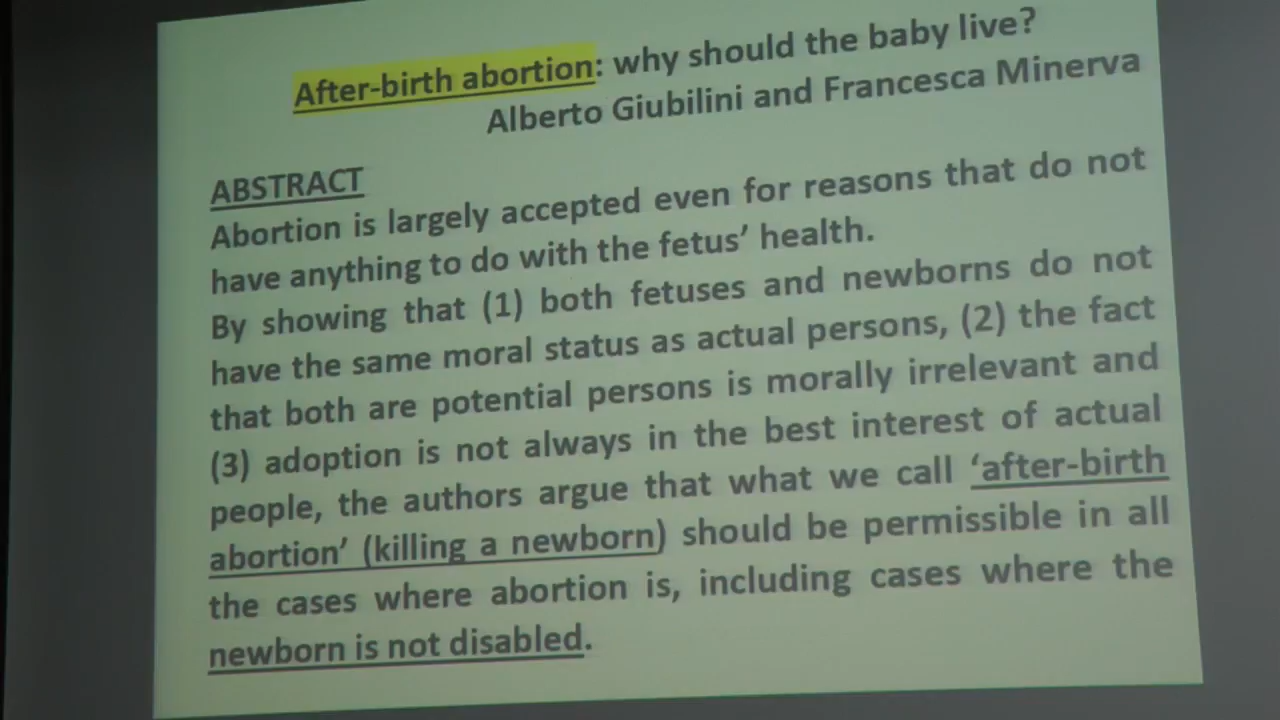 After-birth abortion: why should the baby live?
Alberto Giubilini and Francesca Minerva
ABSTRACT
Abortion is largely accepted even for reasons that do not
have anything to do with the fetus’ health.
By showing that (1) both fetuses and newborns do not
have the same moral status as actual persons, (2) the fact
that both are potential persons is morally irrelevant and
(3) adoption is not always in the best interest of actual
people, the authors argue that what we call ‘after-birth
abortion’ (killing a newborn) should be permissible in all
the cases where abortion is, including cases where the
newborn is not disabled.